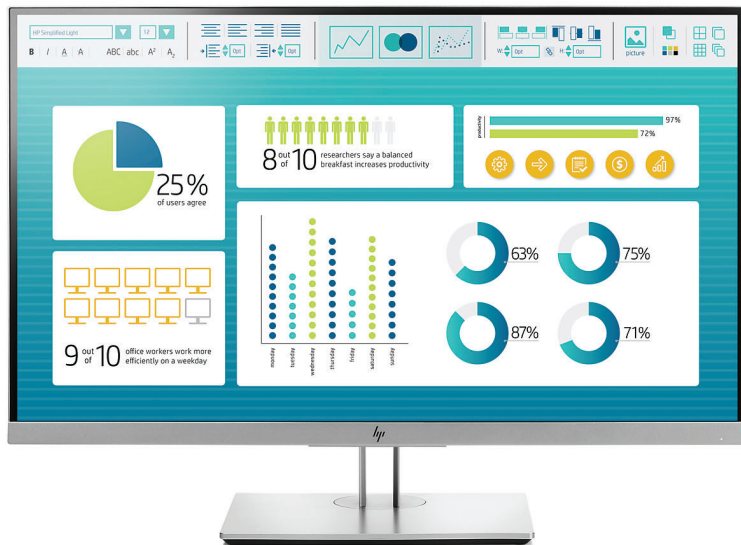 HP Simplified Light
12
B I A A ABC abc A² A₂
0pt
0pt
W: 0pt
H: 0pt
picture
25%
of users agree
8 out of 10 researchers say a balanced
breakfast increases productivity
productivity
97%
72%
$
9 out of 10 office workers work more
efficiently on a weekday
monday
tuesday
wednesday
thursday
friday
saturday
sunday
63%
75%
87%
71%
hp